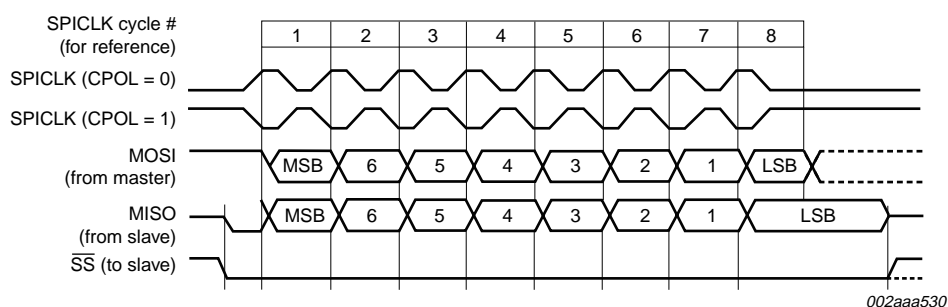 SPICLK cycle #
(for reference)
1 2 3 4 5 6 7 8
SPICLK (CPOL = 0)
SPICLK (CPOL = 1)
MOSI
(from master)
MSB 6 5 4 3 2 1 LSB
MISO
(from slave)
MSB 6 5 4 3 2 1 LSB
SS (to slave)
002aaa530